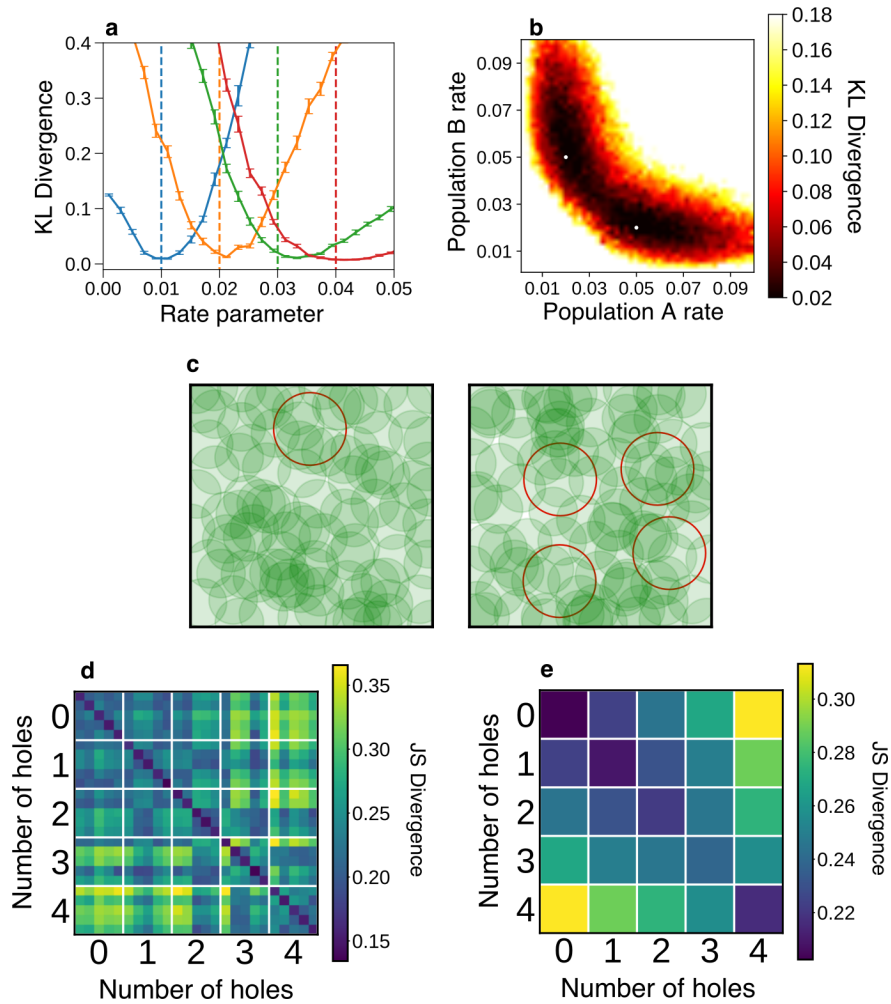 a
0.4
0.3
0.2
0.1
0.0
KL Divergence
0.00 0.01 0.02 0.03 0.04 0.05
Rate parameter
b
0.09
0.07
0.05
0.03
0.01
Population B rate
0.01 0.03 0.05 0.07 0.09
Population A rate
0.18
0.16
0.14
0.12
0.10
0.08
0.06
0.04
0.02
KL Divergence
c
d
0
1
2
3
4
Number of holes
0 1 2 3 4
Number of holes
0.35
0.30
0.25
0.20
0.15
JS Divergence
e
0
1
2
3
4
Number of holes
0 1 2 3 4
Number of holes
0.30
0.28
0.26
0.24
0.22
JS Divergence